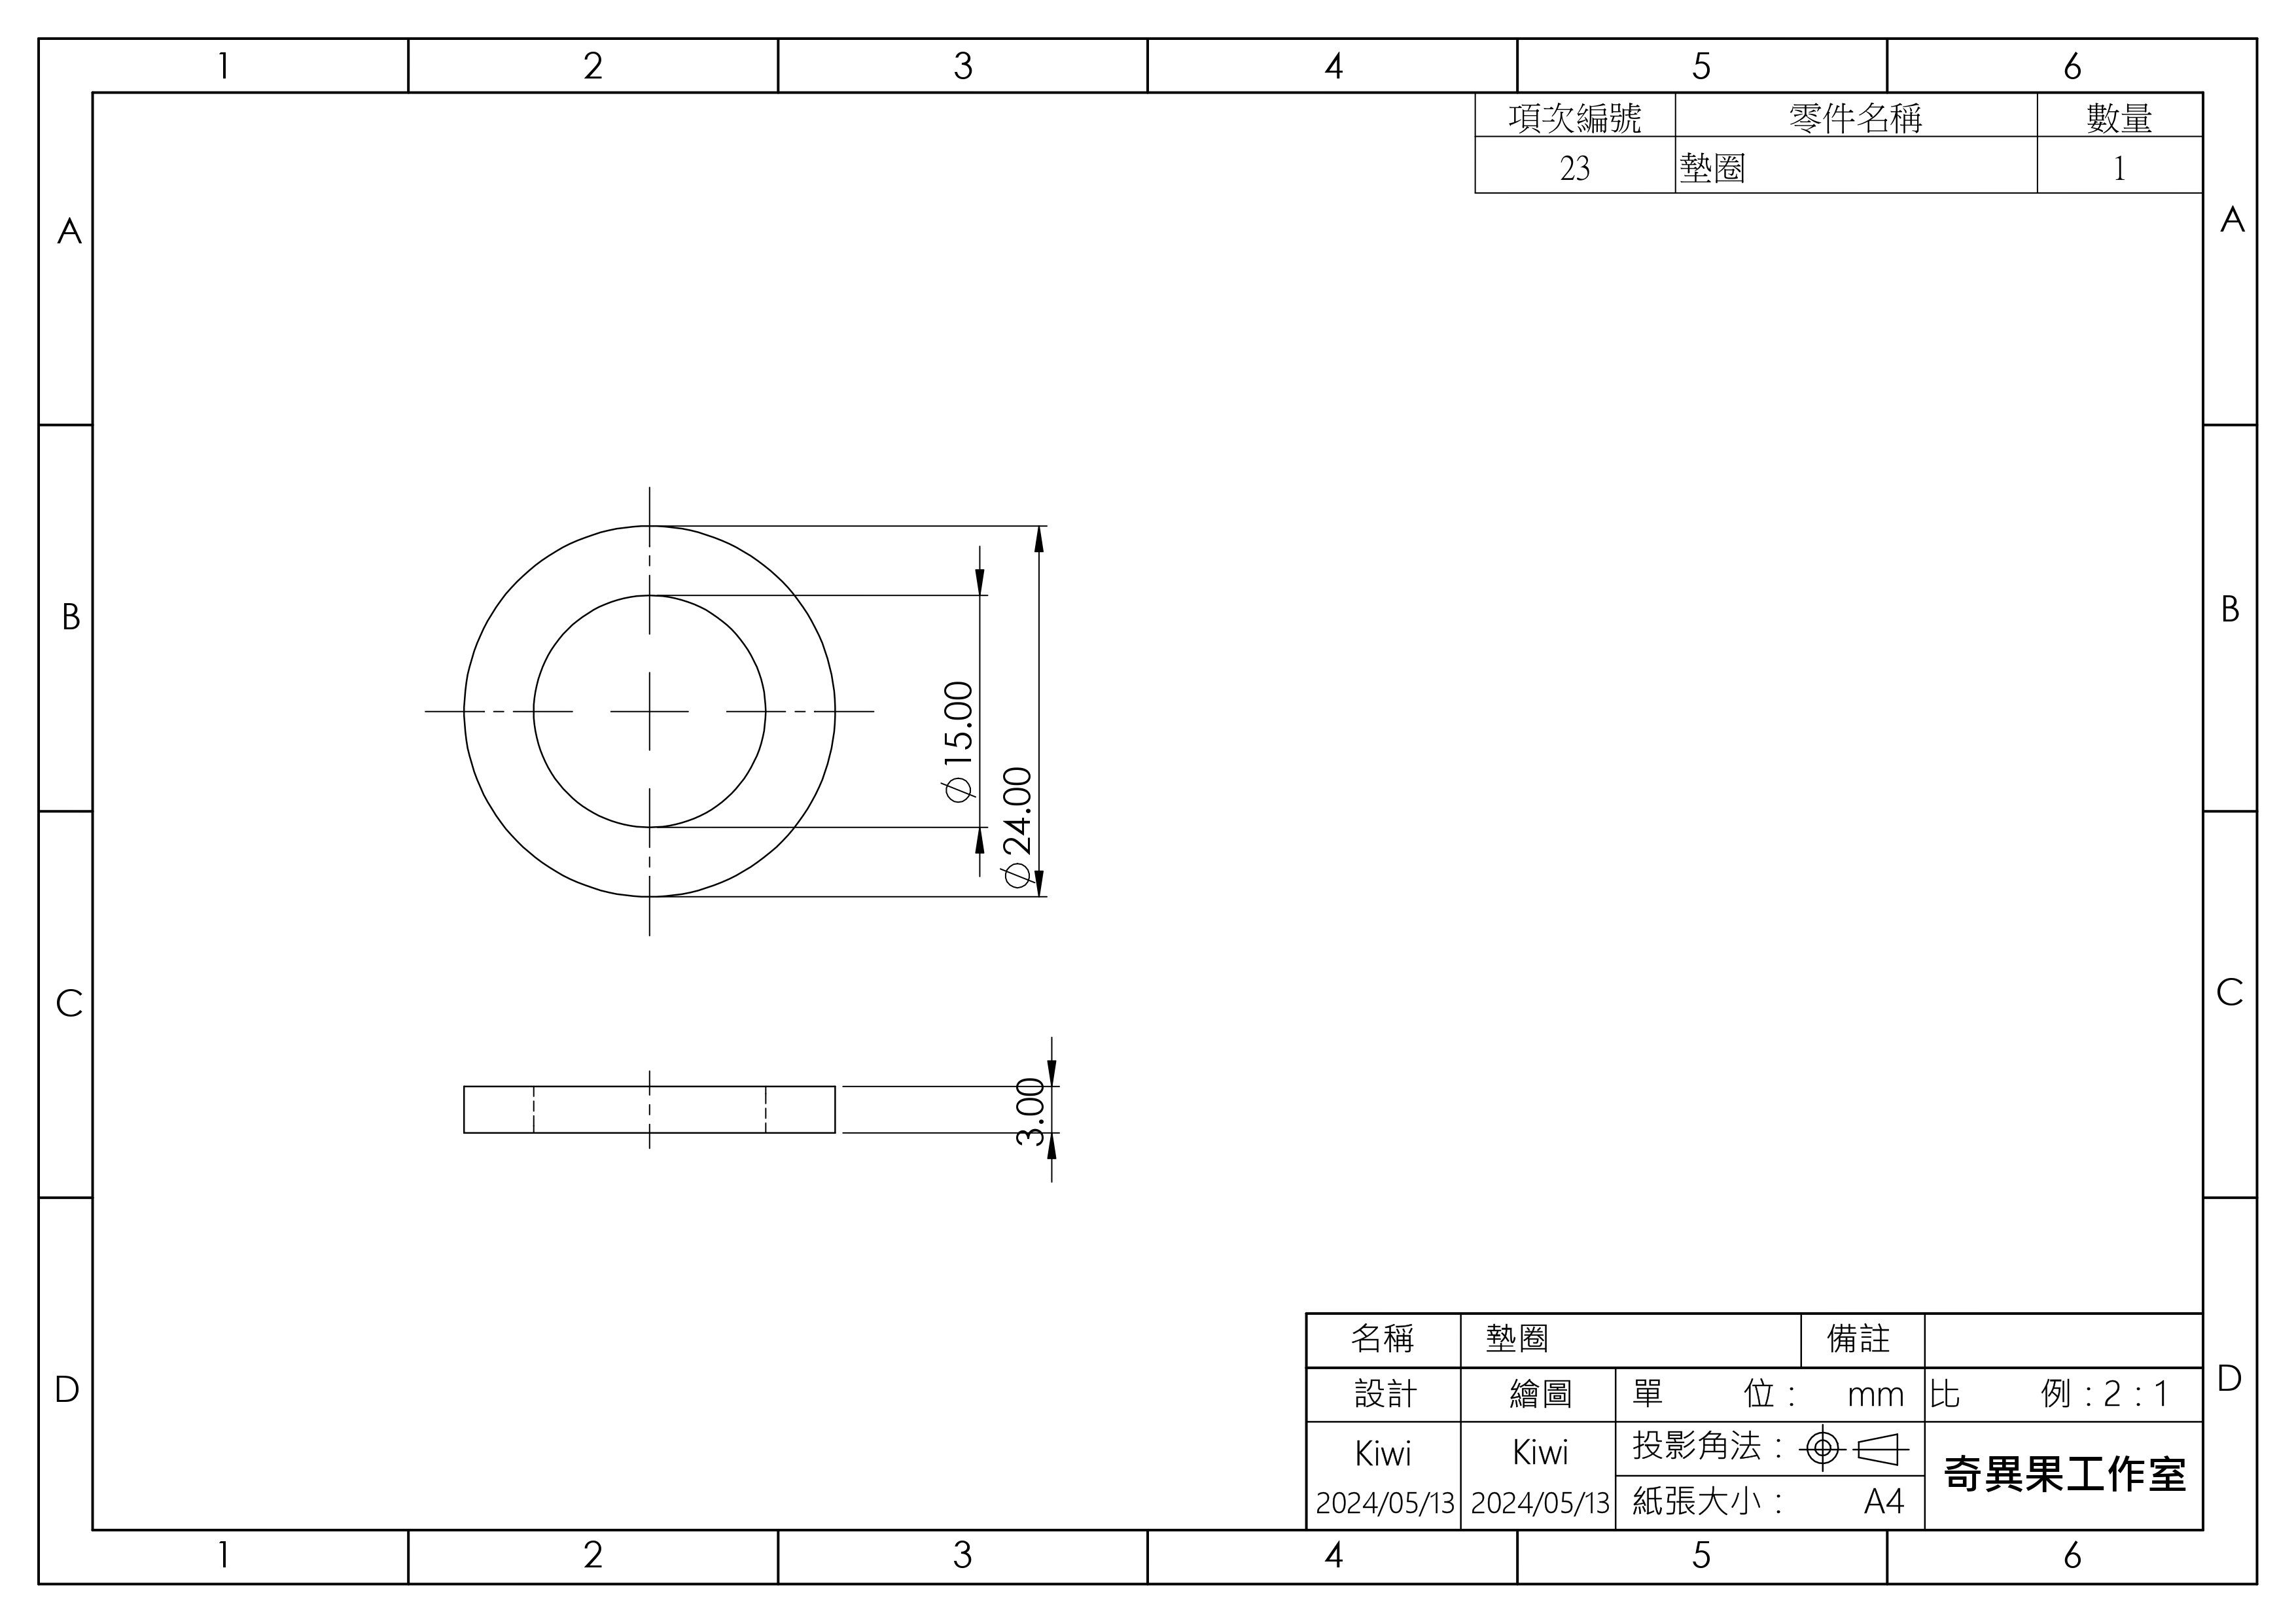 1 2 3 4 5 6
項次編號 零件名稱 數量
23 墊圈 1
A A
B B
⌀15.00
⌀24.00
C C
3.00
名稱 墊圈 備註
設計 繪圖 單 位： mm 比 例：2：1
D D
Kiwi Kiwi 投影角法：
奇異果工作室
2024/05/13 2024/05/13 紙張大小： A4
1 2 3 4 5 6